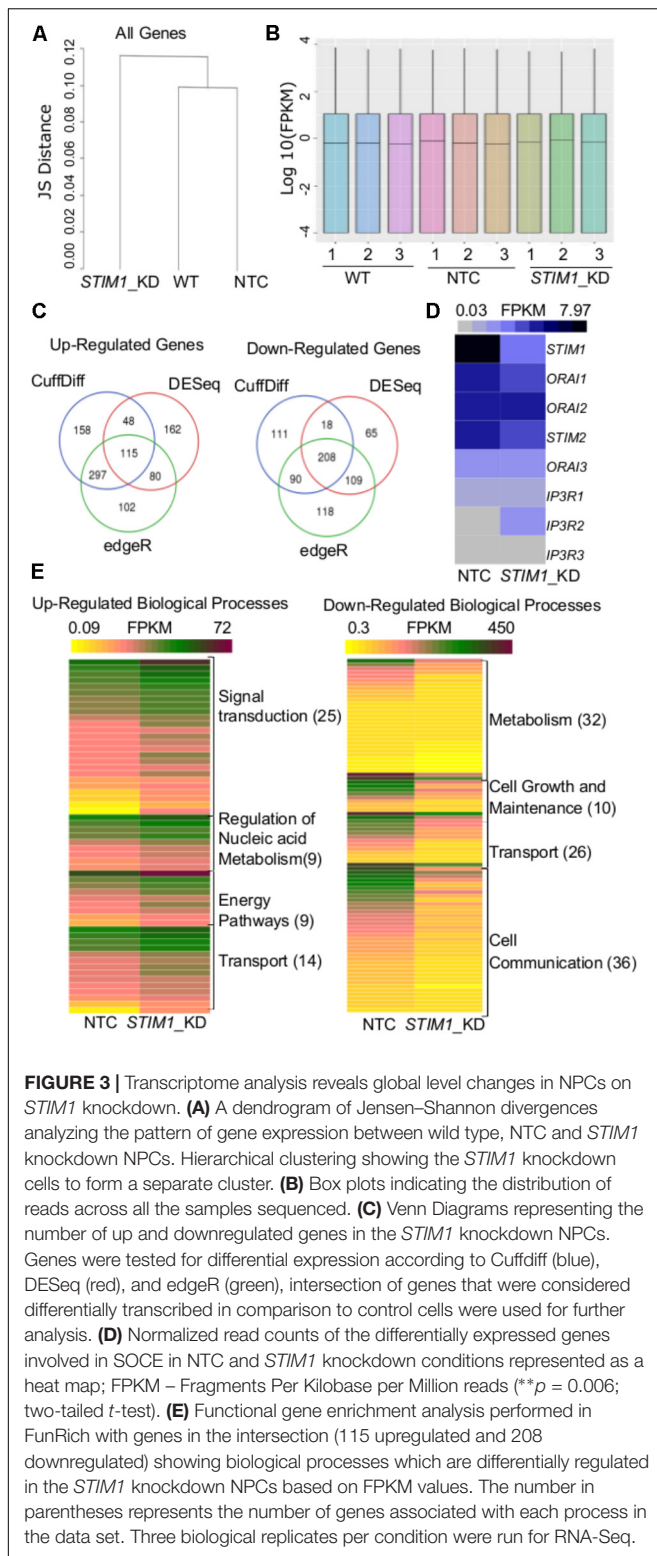 A
All Genes
JS Distance
0.00 0.02 0.04 0.06 0.08 0.10 0.12
STIM1_KD WT NTC
B
Log 10(FPKM)
4
2
0
-2
-4
1 2 3 1 2 3 1 2 3
WT NTC STIM1_KD
C
Up-Regulated Genes
CuffDiff
DESeq
48
158 162
115
297 80
102
edgeR
Down-Regulated Genes
CuffDiff
DESeq
18
111 65
208
90 109
118
edgeR
D
0.03 FPKM 7.97
STIM1
ORAI1
ORAI2
STIM2
ORAI3
IP3R1
IP3R2
IP3R3
NTC STIM1_KD
E
Up-Regulated Biological Processes
0.09 FPKM 72
Signal
transduction (25)
Regulation of
Nucleic acid
Metabolism(9)
Energy
Pathways (9)
Transport (14)
NTC STIM1_KD
Down-Regulated Biological Processes
0.3 FPKM 450
Metabolism (32)
Cell Growth and
Maintenance (10)
Transport (26)
Cell
Communication (36)
NTC STIM1_KD
FIGURE 3 | Transcriptome analysis reveals global level changes in NPCs on
STIM1 knockdown. (A) A dendrogram of Jensen–Shannon divergences
analyzing the pattern of gene expression between wild type, NTC and STIM1
knockdown NPCs. Hierarchical clustering showing the STIM1 knockdown
cells to form a separate cluster. (B) Box plots indicating the distribution of
reads across all the samples sequenced. (C) Venn Diagrams representing the
number of up and downregulated genes in the STIM1 knockdown NPCs.
Genes were tested for differential expression according to Cuffdiff (blue),
DESeq (red), and edgeR (green), intersection of genes that were considered
differentially transcribed in comparison to control cells were used for further
analysis. (D) Normalized read counts of the differentially expressed genes
involved in SOCE in NTC and STIM1 knockdown conditions represented as a
heat map; FPKM – Fragments Per Kilobase per Million reads (**p = 0.006;
two-tailed t-test). (E) Functional gene enrichment analysis performed in
FunRich with genes in the intersection (115 upregulated and 208
downregulated) showing biological processes which are differentially regulated
in the STIM1 knockdown NPCs based on FPKM values. The number in
parentheses represents the number of genes associated with each process in
the data set. Three biological replicates per condition were run for RNA-Seq.